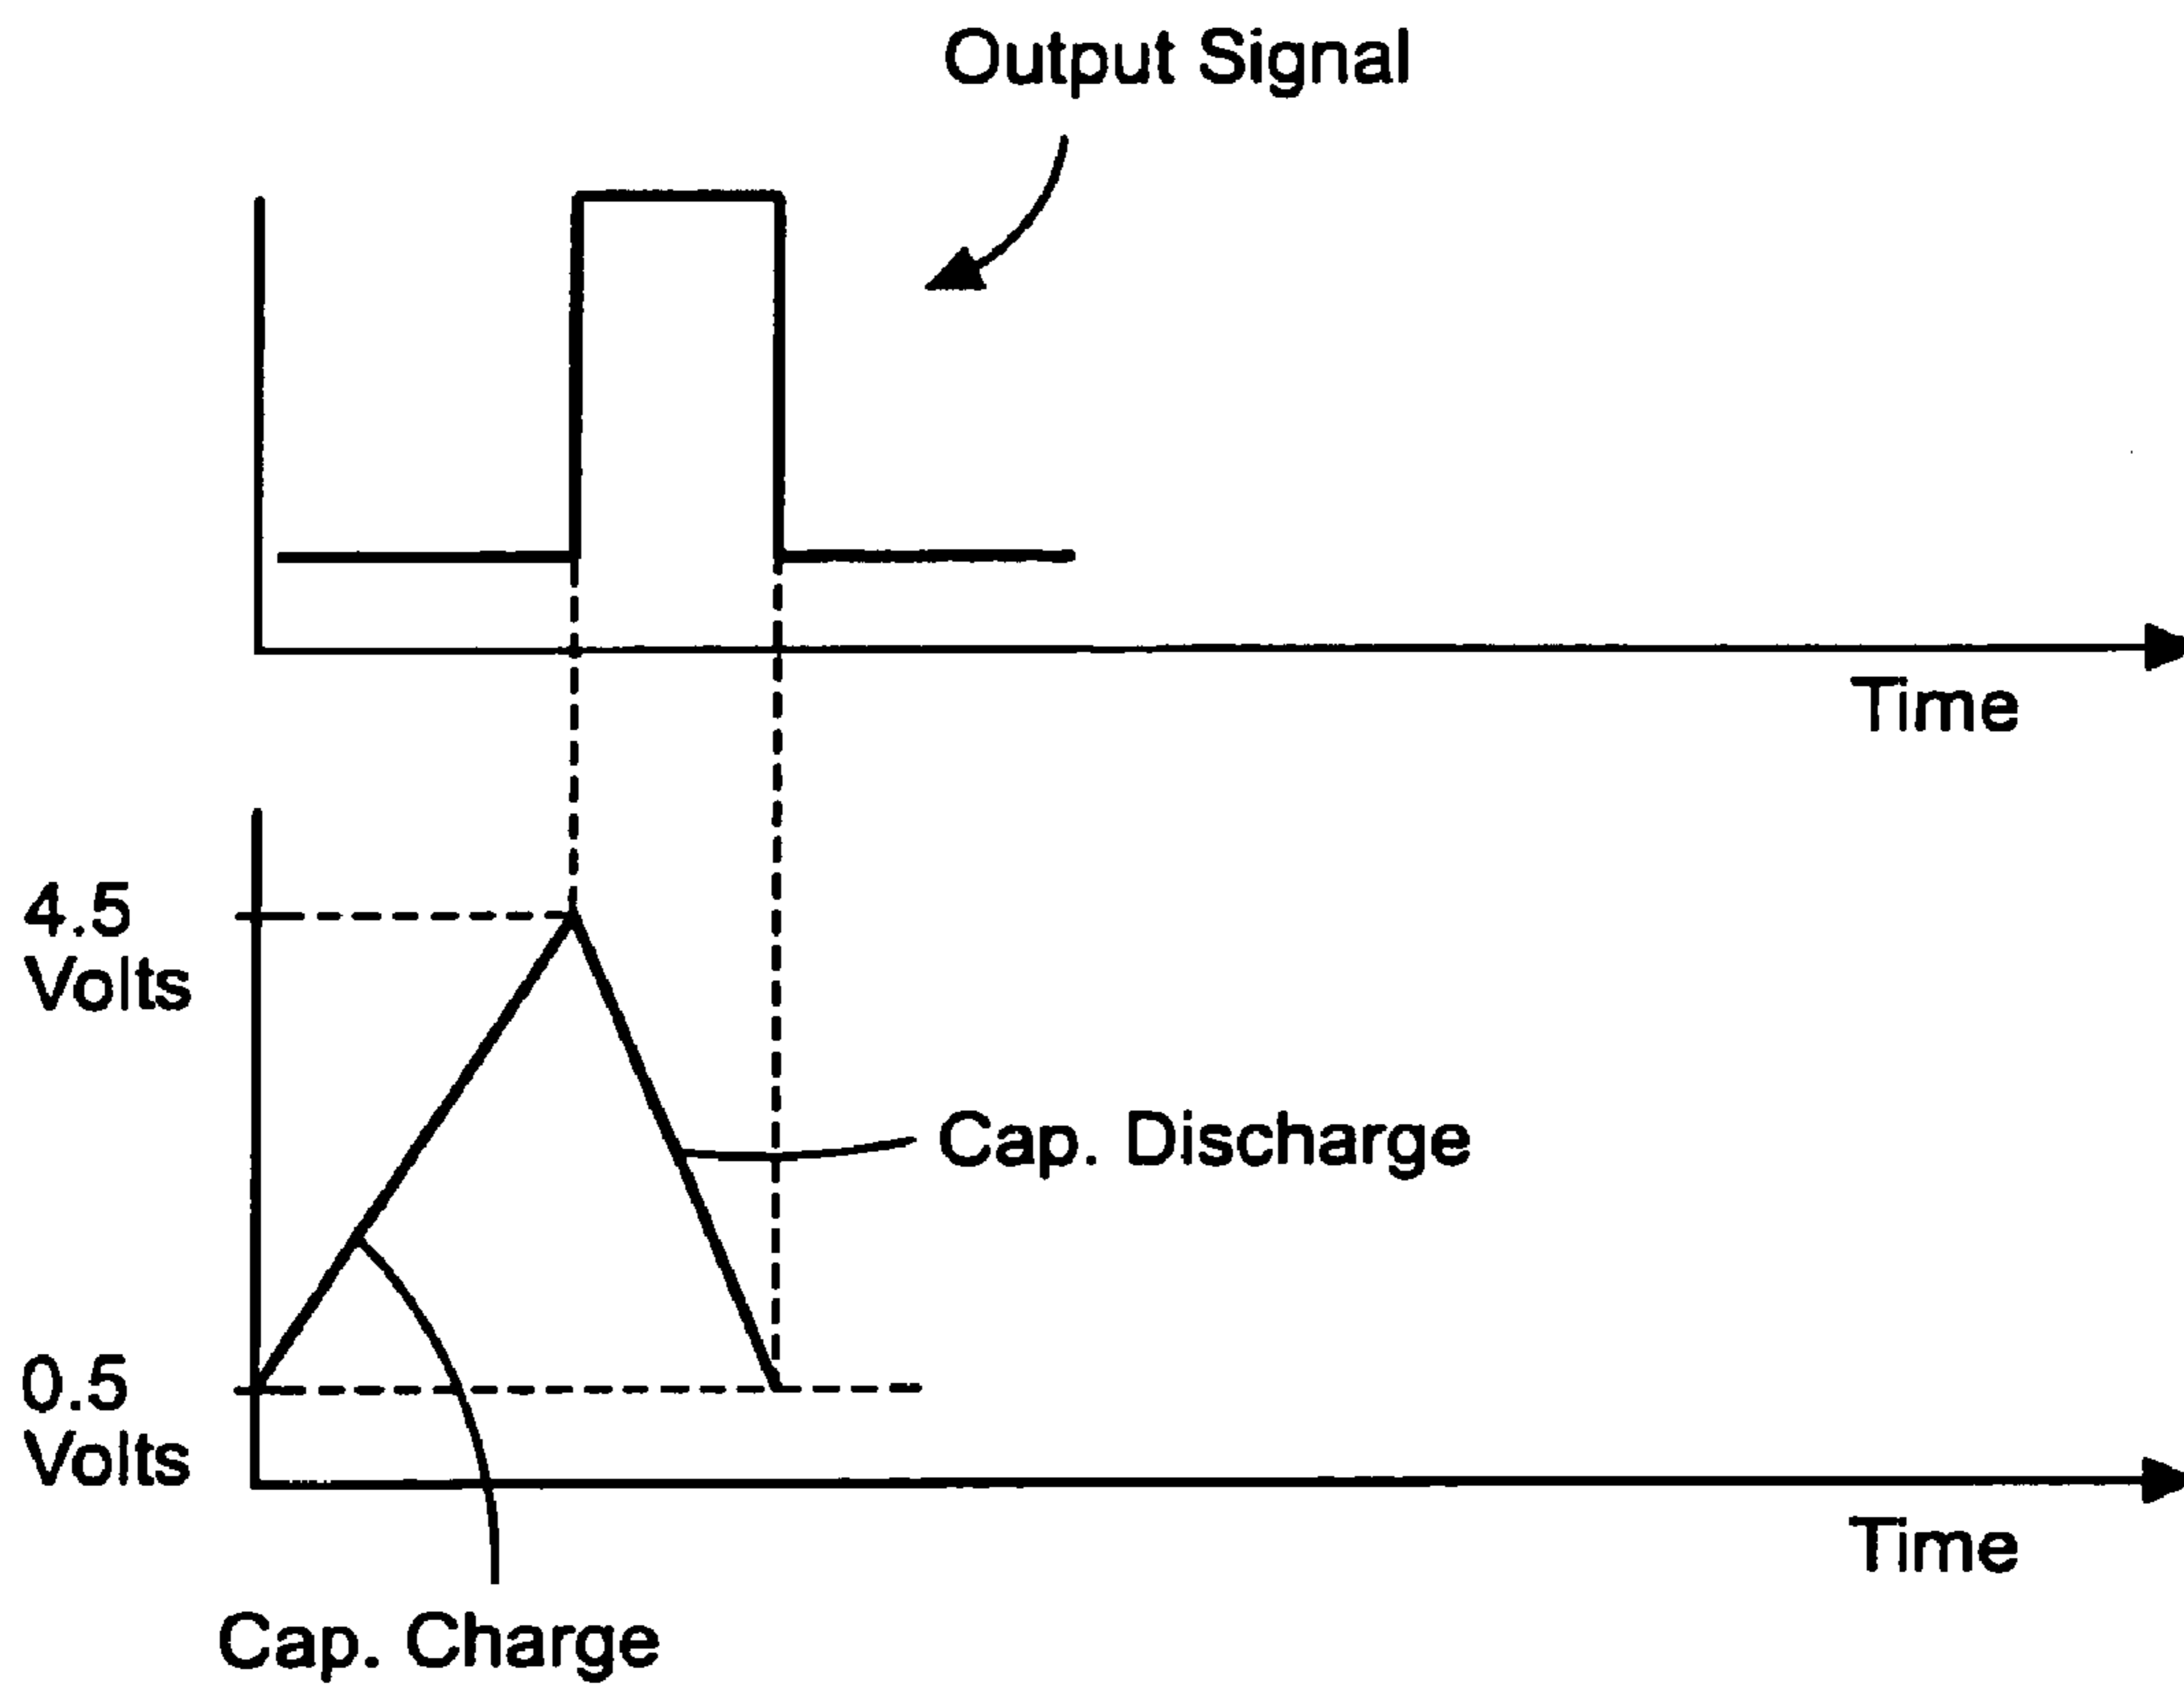 Output Signal
Time
4.5
Volts
Cap. Discharge
0.5
Volts
Time
Cap. Charge